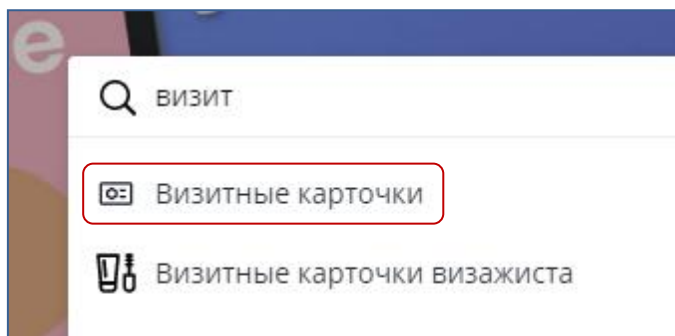 e
визит
Визитные карточки
Визитные карточки визажиста